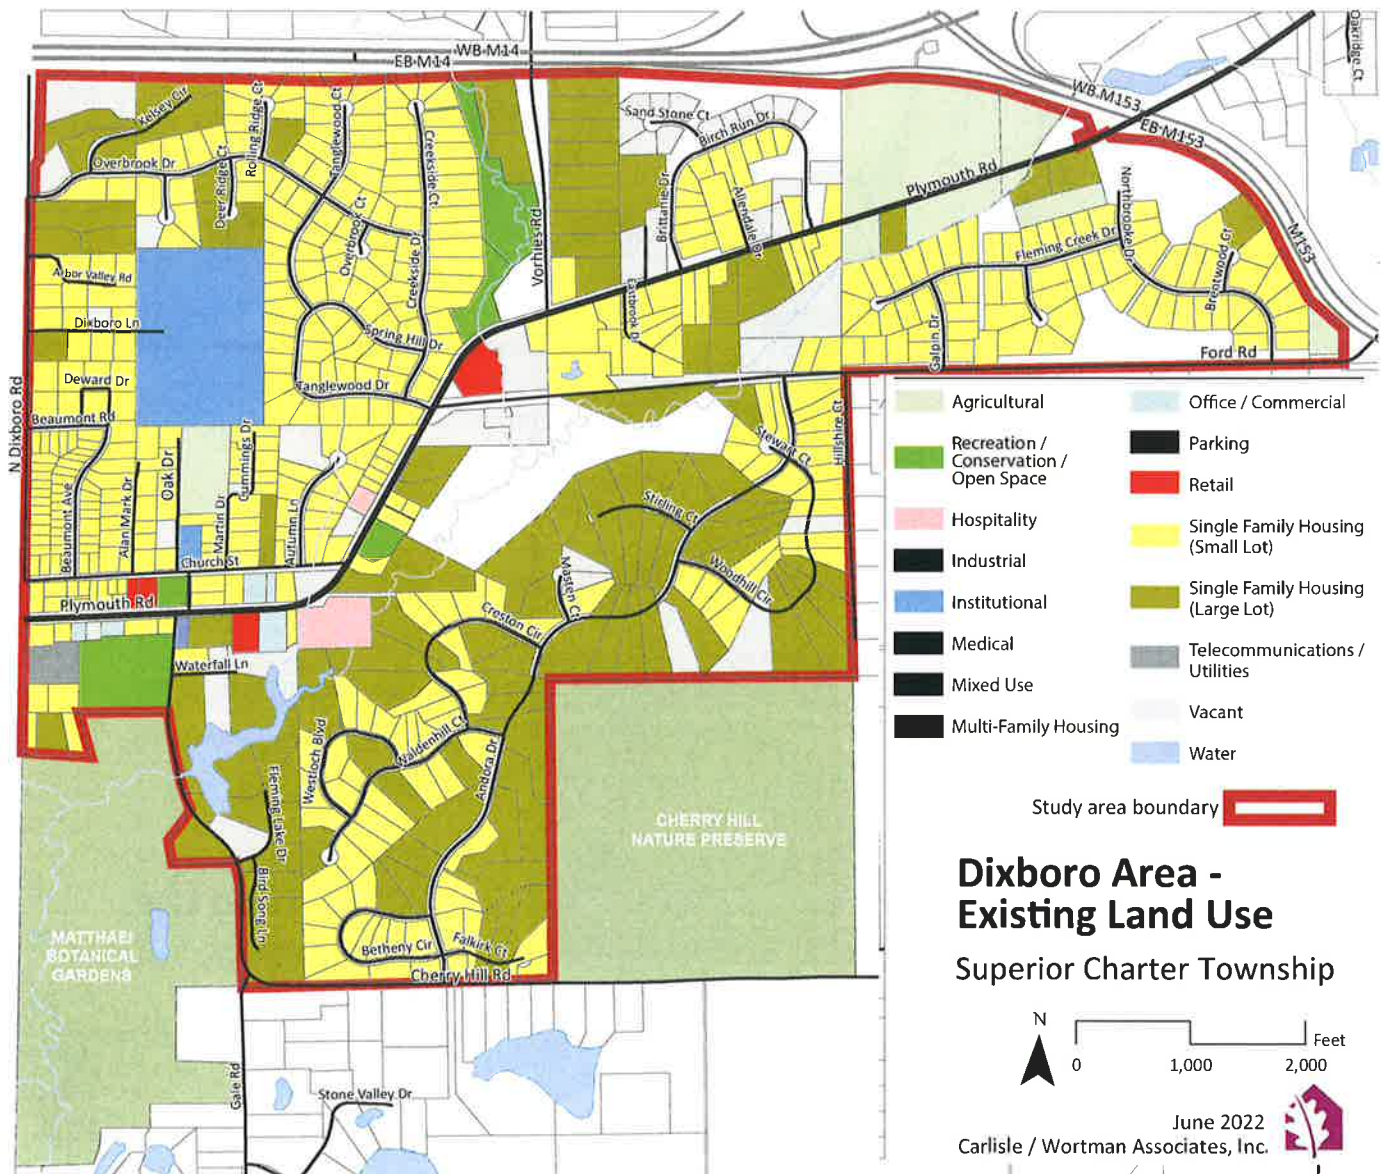 WB M14
EB M14
Oakridge Ct
WB M153
EB M153
M153
Kelsey Cir
Rolling Ridge Ct
Tanglewood Ct
Creekside Ct
Sand Stone Ct
Birch Run Dr
Overbrook Dr
Deer Ridge Ct
Plymouth Rd
Northbrooke Dr
Brittanie Dr
Allendale Dr
Overbrook Ct
Creekside Dr
Vorhies Rd
Fleming Creek Dr
Brentwood Ct
Arbor Valley Rd
Eastbrook Dr
Dixboro Ln
Spring Hill Dr
Galpin Dr
Ford Rd
Deward Dr
Tanglewood Dr
N Dixboro Rd
Beaumont Rd
Hillshire Ct
Stewart Ct
Oak Dr
Cummings Dr
Beaumont Ave
Alan Mark Dr
Martin Dr
Autumn Ln
Stirling Ct
Church St
Masten Ct
Woodhill Cir
Plymouth Rd
Creston Cir
Waterfall Ln
Westloch Blvd
Waldenhill Ct
Andora Dr
Fleming Lake Dr
Bird Song Ln
Betheny Cir
Falkirk Ct
Cherry Hill Rd
CHERRY HILL
NATURE PRESERVE
MATTHAEI
BOTANICAL
GARDENS
Gale Rd
Stone Valley Dr
Agricultural
Recreation /
Conservation /
Open Space
Hospitality
Industrial
Institutional
Medical
Mixed Use
Multi-Family Housing
Office / Commercial
Parking
Retail
Single Family Housing
(Small Lot)
Single Family Housing
(Large Lot)
Telecommunications /
Utilities
Vacant
Water
Study area boundary
Dixboro Area -
Existing Land Use
Superior Charter Township
N
Feet
0 1,000 2,000
June 2022
Carlisle / Wortman Associates, Inc.